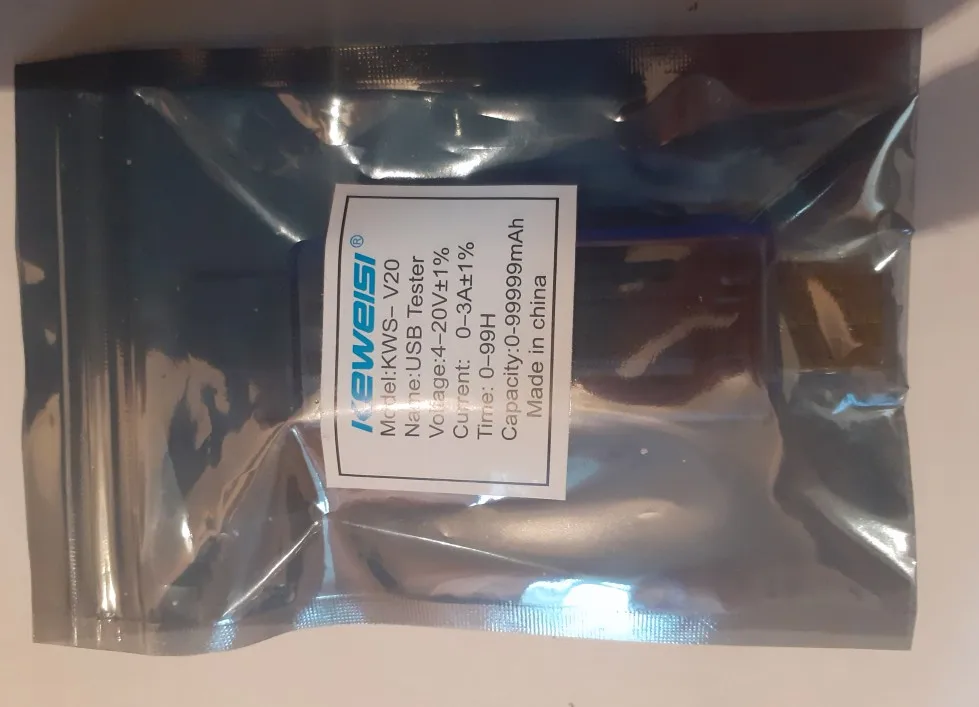 KEWEISI®
Model:KWS– V20
Name:USB Tester
Voltage:4–20V±1%
Current: 0–3A±1%
Time: 0–99H
Capacity:0-99999mAh
Made in china